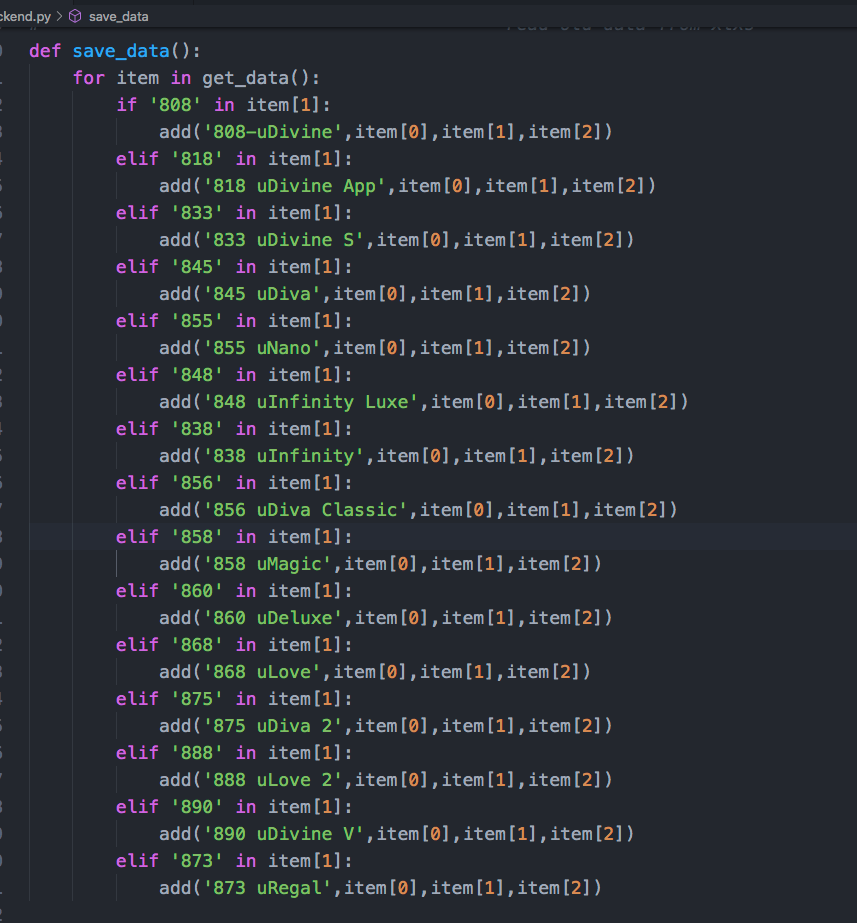 ckend.py > save_data
read old data from xlxs
def save_data():
    for item in get_data():
        if '808' in item[1]:
            add('808-uDivine',item[0],item[1],item[2])
        elif '818' in item[1]:
            add('818 uDivine App',item[0],item[1],item[2])
        elif '833' in item[1]:
            add('833 uDivine S',item[0],item[1],item[2])
        elif '845' in item[1]:
            add('845 uDiva',item[0],item[1],item[2])
        elif '855' in item[1]:
            add('855 uNano',item[0],item[1],item[2])
        elif '848' in item[1]:
            add('848 uInfinity Luxe',item[0],item[1],item[2])
        elif '838' in item[1]:
            add('838 uInfinity',item[0],item[1],item[2])
        elif '856' in item[1]:
            add('856 uDiva Classic',item[0],item[1],item[2])
        elif '858' in item[1]:
            add('858 uMagic',item[0],item[1],item[2])
        elif '860' in item[1]:
            add('860 uDeluxe',item[0],item[1],item[2])
        elif '868' in item[1]:
            add('868 uLove',item[0],item[1],item[2])
        elif '875' in item[1]:
            add('875 uDiva 2',item[0],item[1],item[2])
        elif '888' in item[1]:
            add('888 uLove 2',item[0],item[1],item[2])
        elif '890' in item[1]:
            add('890 uDivine V',item[0],item[1],item[2])
        elif '873' in item[1]:
            add('873 uRegal',item[0],item[1],item[2])